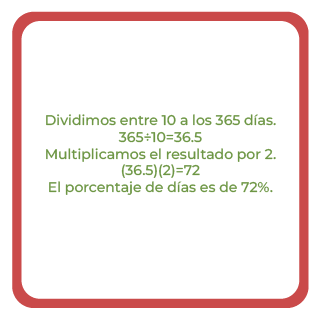 Dividimos entre 10 a los 365 días.
365÷10=36.5
Multiplicamos el resultado por 2.
(36.5)(2)=72
El porcentaje de días es de 72%.